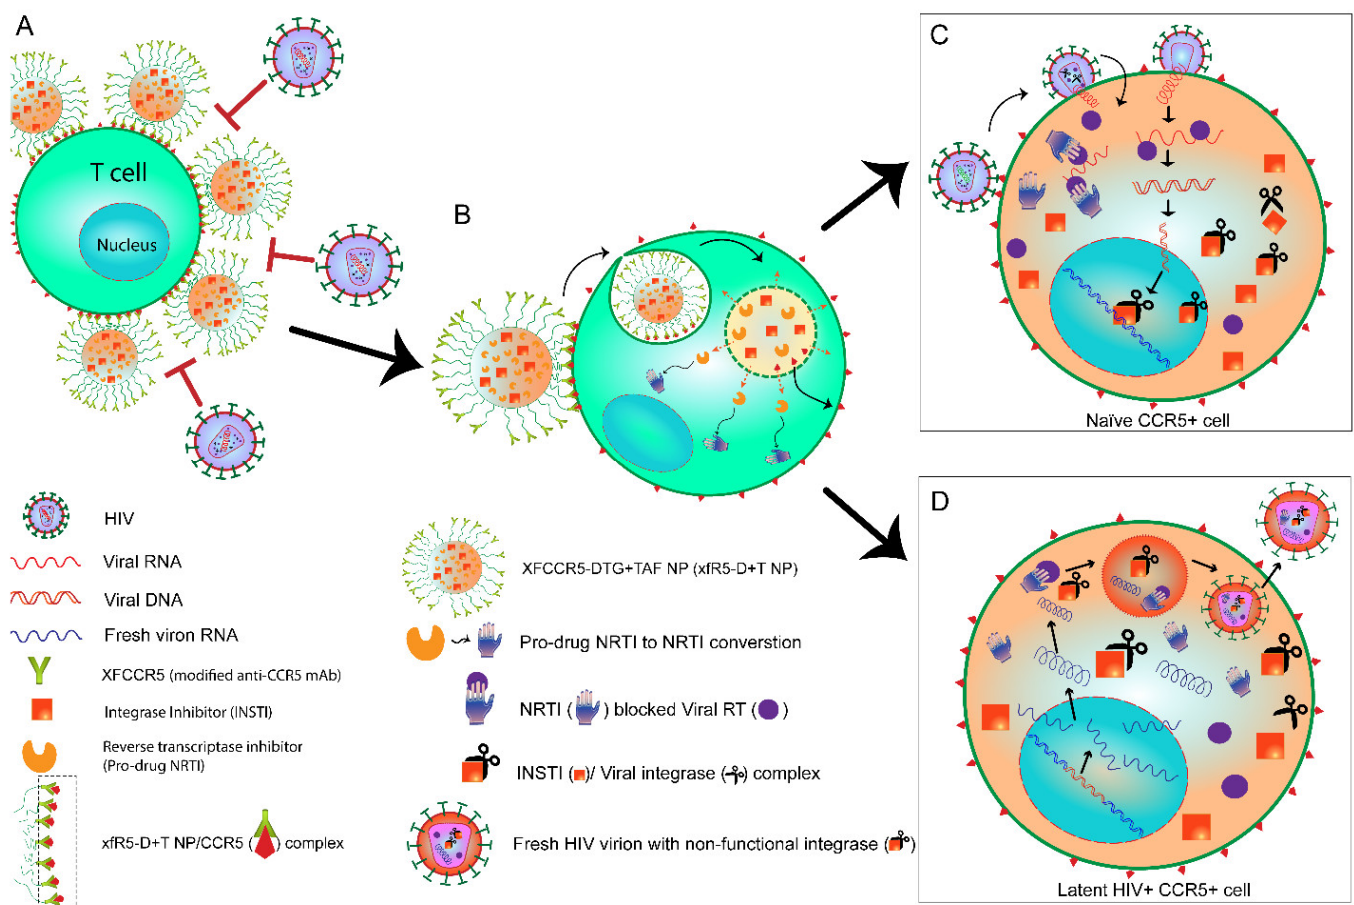 A
T cell
Nucleus
B
C
Naïve CCR5+ cell
D
Latent HIV+ CCR5+ cell
HIV
Viral RNA
Viral DNA
Fresh viron RNA
XFCCR5 (modified anti-CCR5 mAb)
Integrase Inhibitor (INSTI)
Reverse transcriptase inhibitor
(Pro-drug NRTI)
xfR5-D+T NP/CCR5 ( ) complex
XFCCR5-DTG+TAF NP (xfR5-D+T NP)
Pro-drug NRTI to NRTI converstion
NRTI ( ) blocked Viral RT ( )
INSTI ( )/ Viral integrase ( ) complex
Fresh HIV virion with non-functional integrase ( )